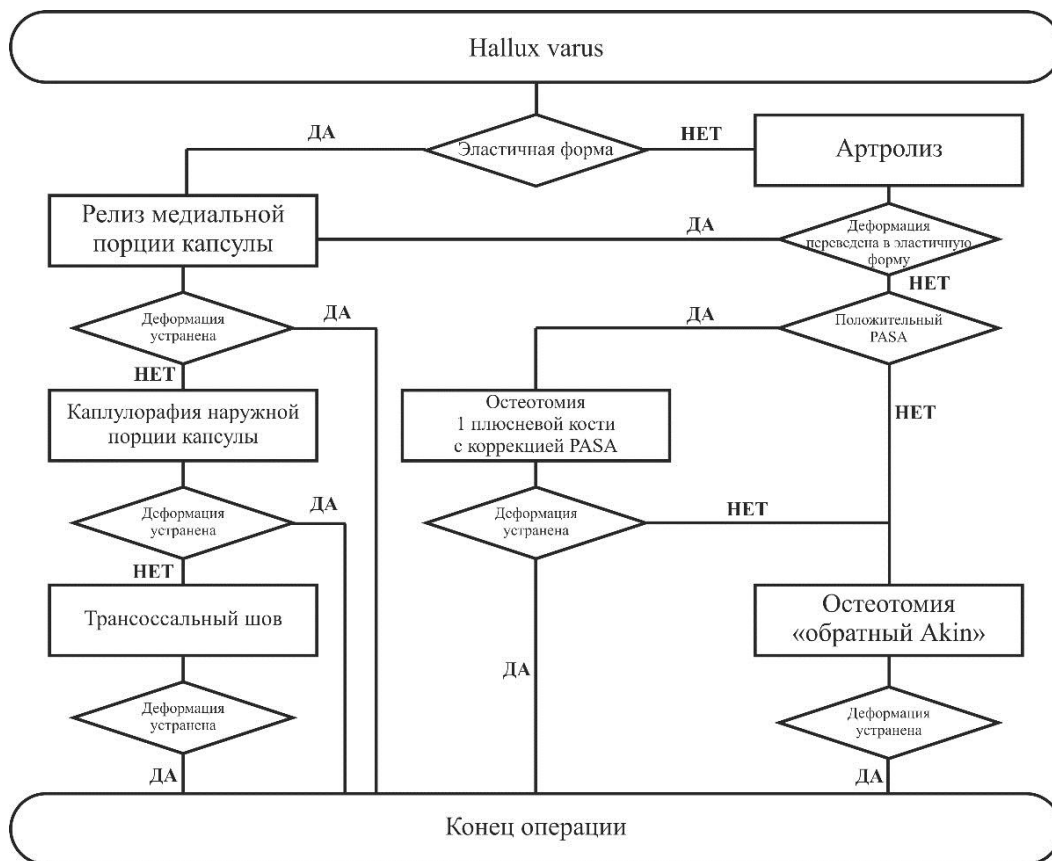 Hallux varus
ДА
Эластичная форма
НЕТ
Артролиз
Релиз медиальной
порции капсулы
ДА
Деформация
переведена в эластичную
форму
НЕТ
Деформация
устранена
ДА
ДА
Положительный
PASA
НЕТ
Каплулорафия наружной
порции капсулы
Остеотомия
1 плюсневой кости
с коррекцией PASA
НЕТ
Деформация
устранена
ДА
Деформация
устранена
НЕТ
НЕТ
Трансоссальный шов
Остеотомия
«обратный Akin»
ДА
Деформация
устранена
Деформация
устранена
ДА
ДА
Конец операции